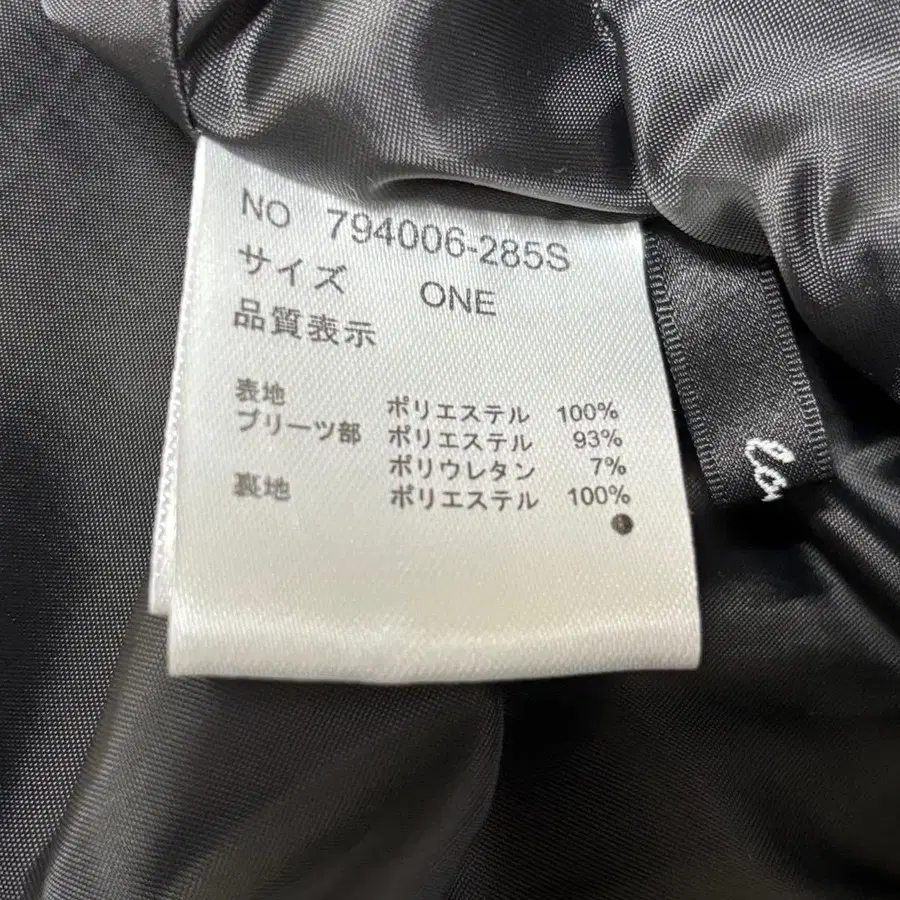 NO 794006-285S
サイズ ONE
品質表示
表地 ポリエステル 100%
プリーツ部 ポリエステル 93%
ポリウレタン 7%
裏地 ポリエステル 100%